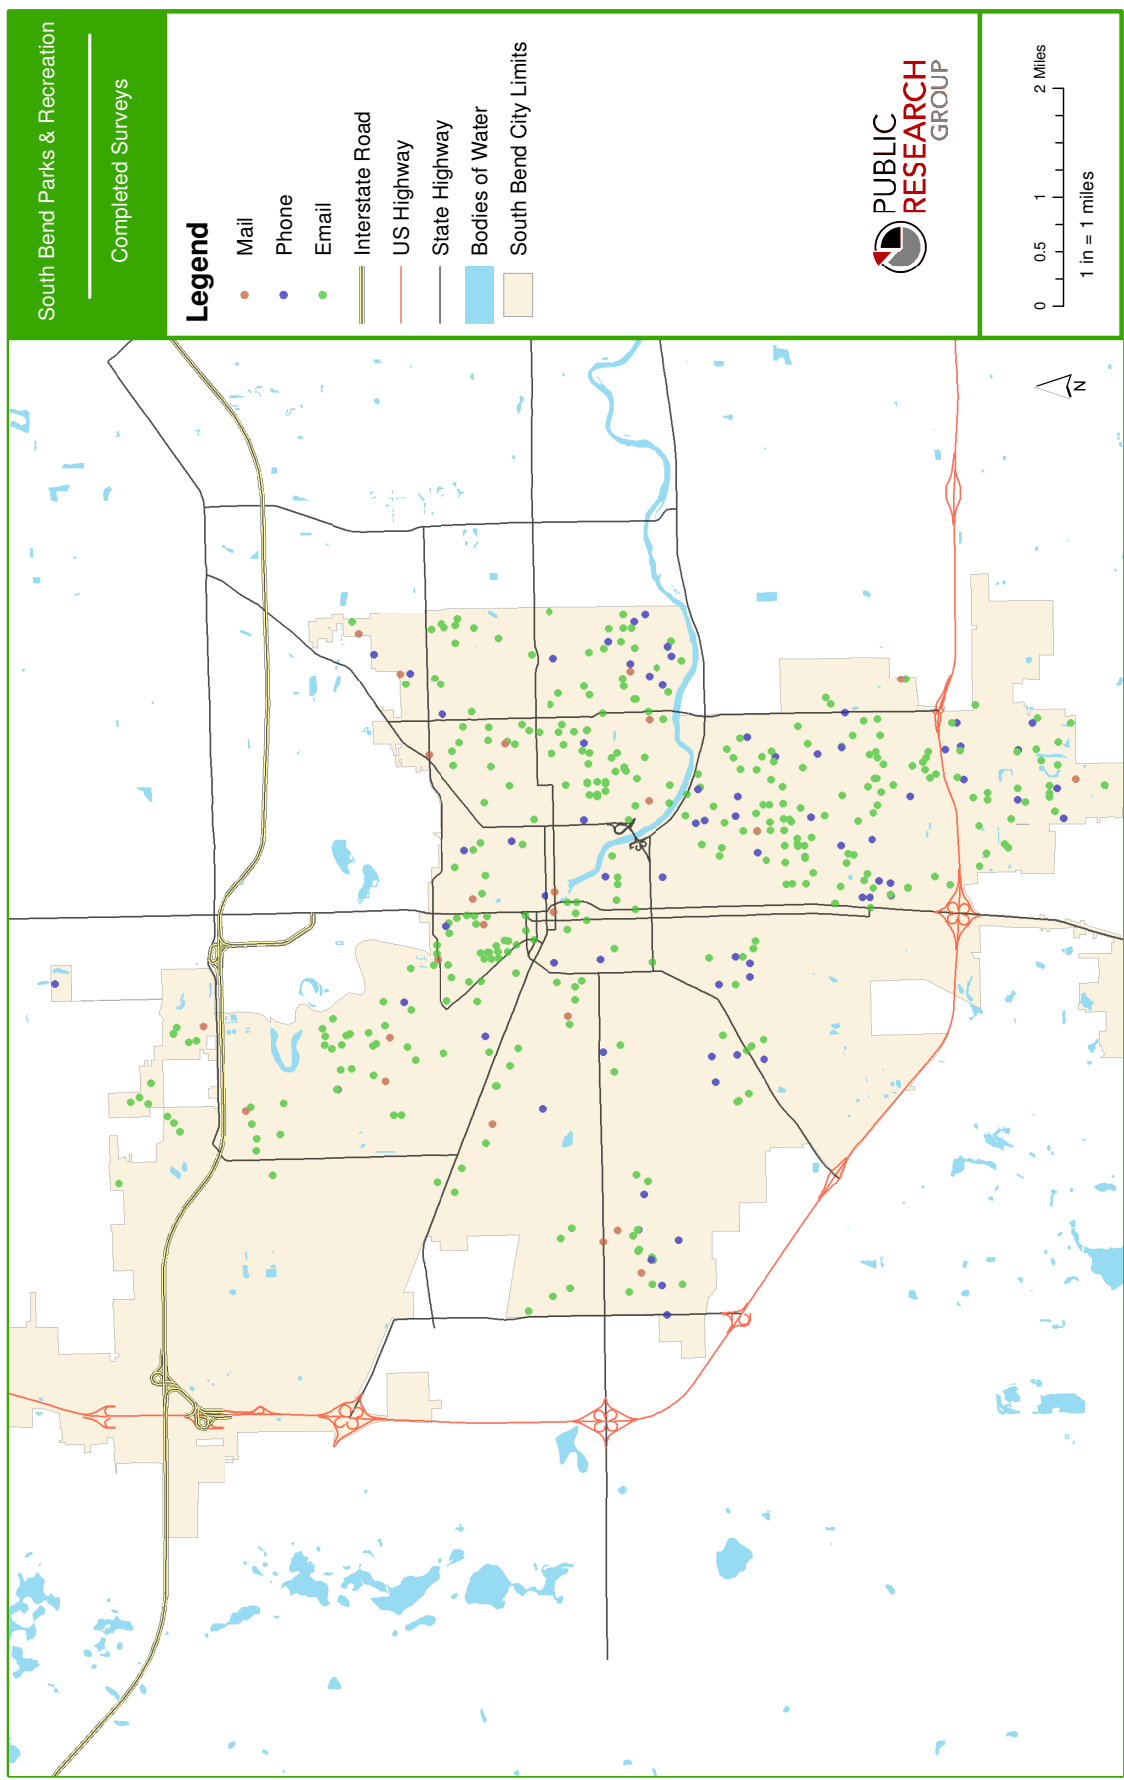 South Bend Parks & Recreation
Completed Surveys
Legend
Mail
Phone
Email
Interstate Road
US Highway
State Highway
Bodies of Water
South Bend City Limits
PUBLIC
RESEARCH
GROUP
0 0.5 1 2 Miles
1 in = 1 miles
N